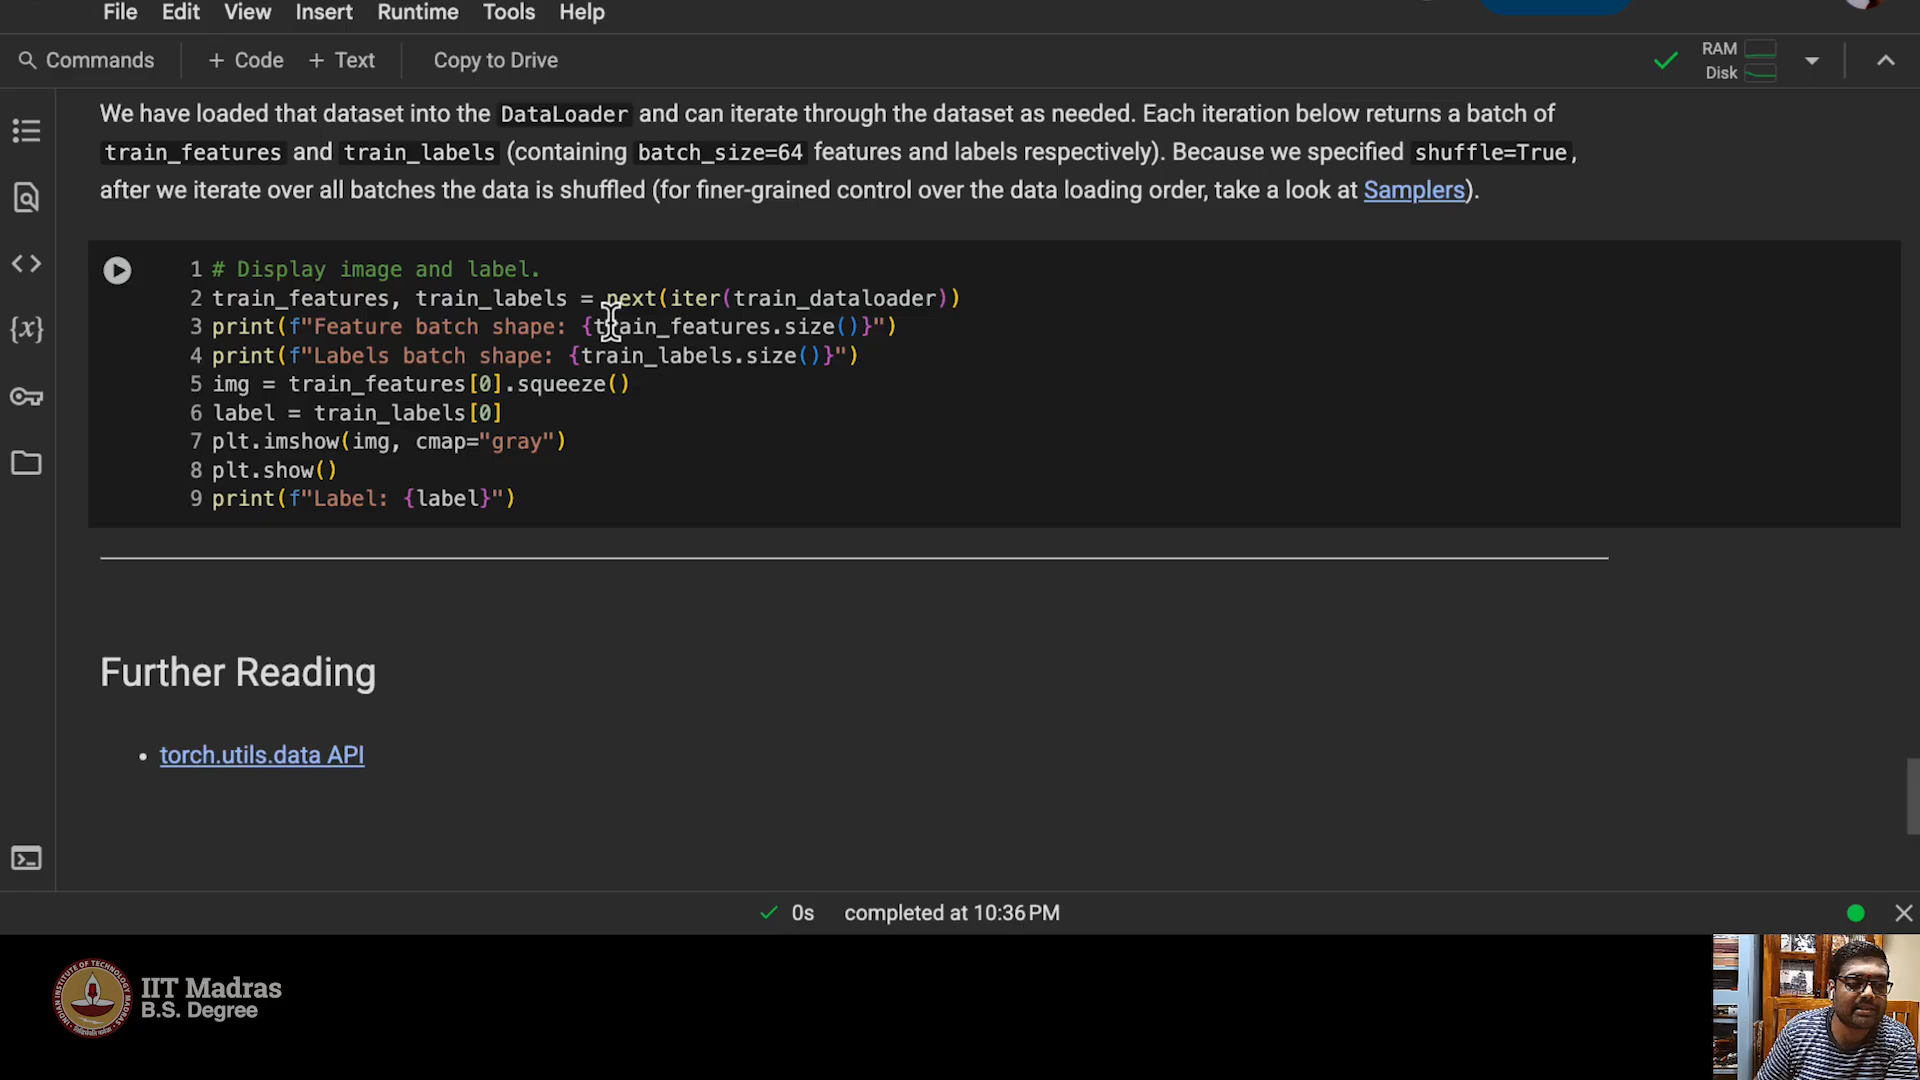 File Edit View Insert Runtime Tools Help
Commands + Code + Text Copy to Drive RAM Disk
We have loaded that dataset into the DataLoader and can iterate through the dataset as needed. Each iteration below returns a batch of
train_features and train_labels (containing batch_size=64 features and labels respectively). Because we specified shuffle=True,
after we iterate over all batches the data is shuffled (for finer-grained control over the data loading order, take a look at Samplers).
1 # Display image and label.
2 train_features, train_labels = next(iter(train_dataloader))
3 print(f"Feature batch shape: {train_features.size()}")
4 print(f"Labels batch shape: {train_labels.size()}")
5 img = train_features[0].squeeze()
6 label = train_labels[0]
7 plt.imshow(img, cmap="gray")
8 plt.show()
9 print(f"Label: {label}")
Further Reading
• torch.utils.data API
0s completed at 10:36 PM
IIT Madras
B.S. Degree